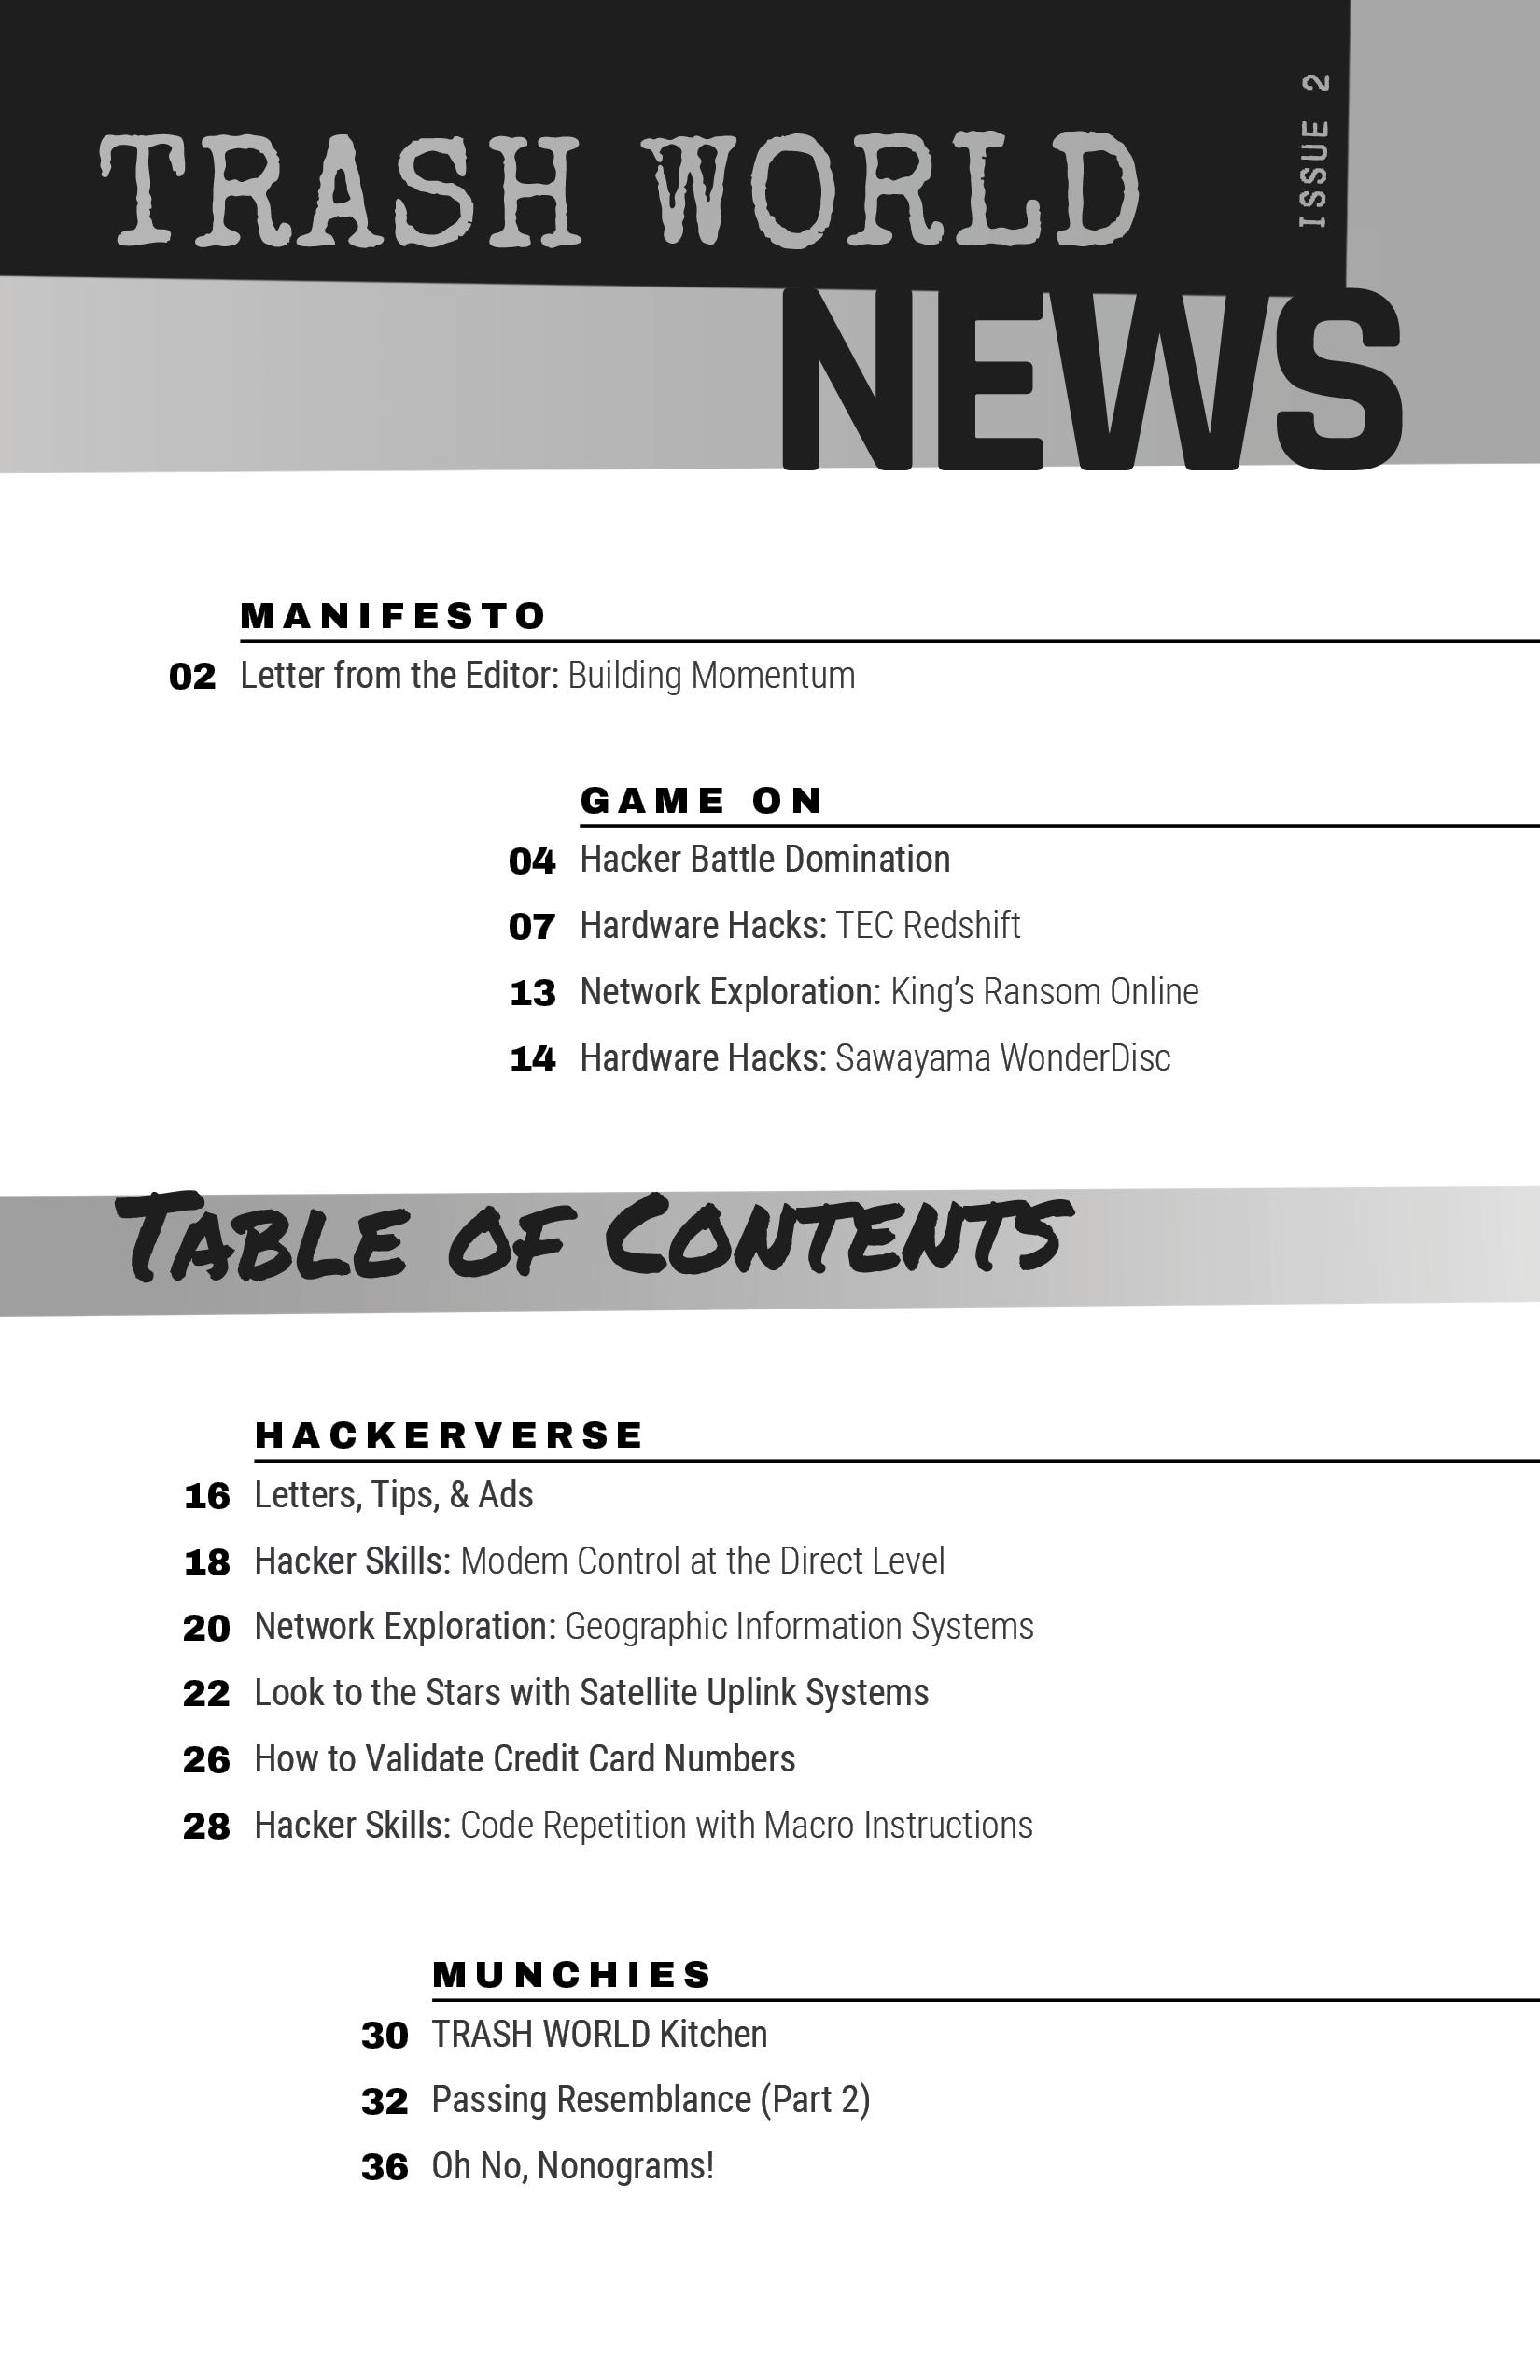 TRASH WORLD
ISSUE 2
NEWS
MANIFESTO
02 Letter from the Editor: Building Momentum
GAME ON
04 Hacker Battle Domination
07 Hardware Hacks: TEC Redshift
13 Network Exploration: King’s Ransom Online
14 Hardware Hacks: Sawayama WonderDisc
TABLE OF CONTENTS
HACKERVERSE
16 Letters, Tips, & Ads
18 Hacker Skills: Modem Control at the Direct Level
20 Network Exploration: Geographic Information Systems
22 Look to the Stars with Satellite Uplink Systems
26 How to Validate Credit Card Numbers
28 Hacker Skills: Code Repetition with Macro Instructions
MUNCHIES
30 TRASH WORLD Kitchen
32 Passing Resemblance (Part 2)
36 Oh No, Nonograms!